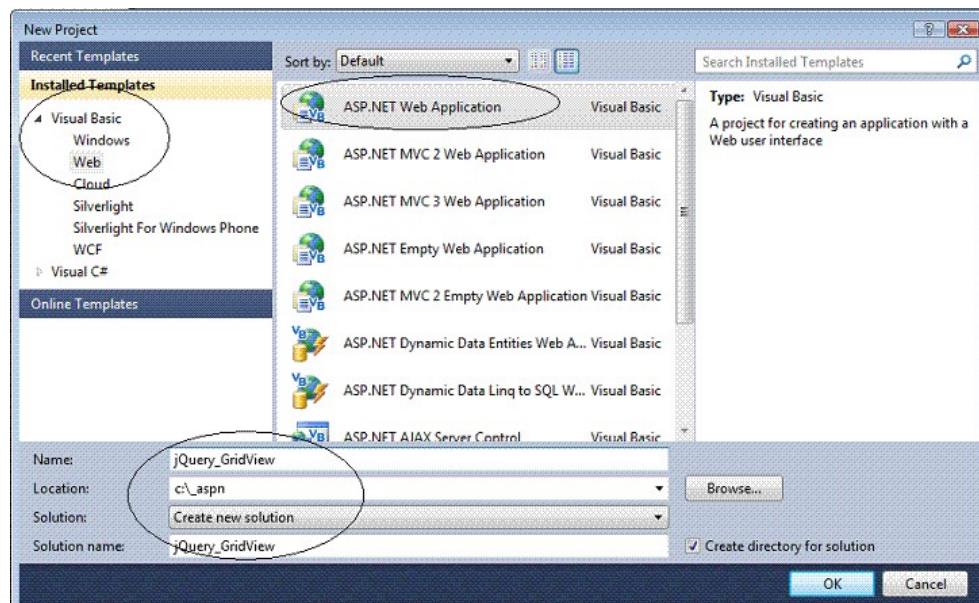 New Project
Recent Templates
Installed Templates
Visual Basic
Windows
Web
Cloud
Silverlight
Silverlight For Windows Phone
WCF
Visual C#
Online Templates
Sort by: Default
ASP.NET Web Application Visual Basic
ASP.NET MVC 2 Web Application Visual Basic
ASP.NET MVC 3 Web Application Visual Basic
ASP.NET Empty Web Application Visual Basic
ASP.NET MVC 2 Empty Web Application Visual Basic
ASP.NET Dynamic Data Entities Web A... Visual Basic
ASP.NET Dynamic Data Linq to SQL W... Visual Basic
ASP.NET AJAX Server Control Visual Basic
Search Installed Templates
Type: Visual Basic
A project for creating an application with a
Web user interface
Name: jQuery_GridView
Location: c:\_aspn
Browse...
Solution: Create new solution
Solution name: jQuery_GridView
Create directory for solution
OK Cancel